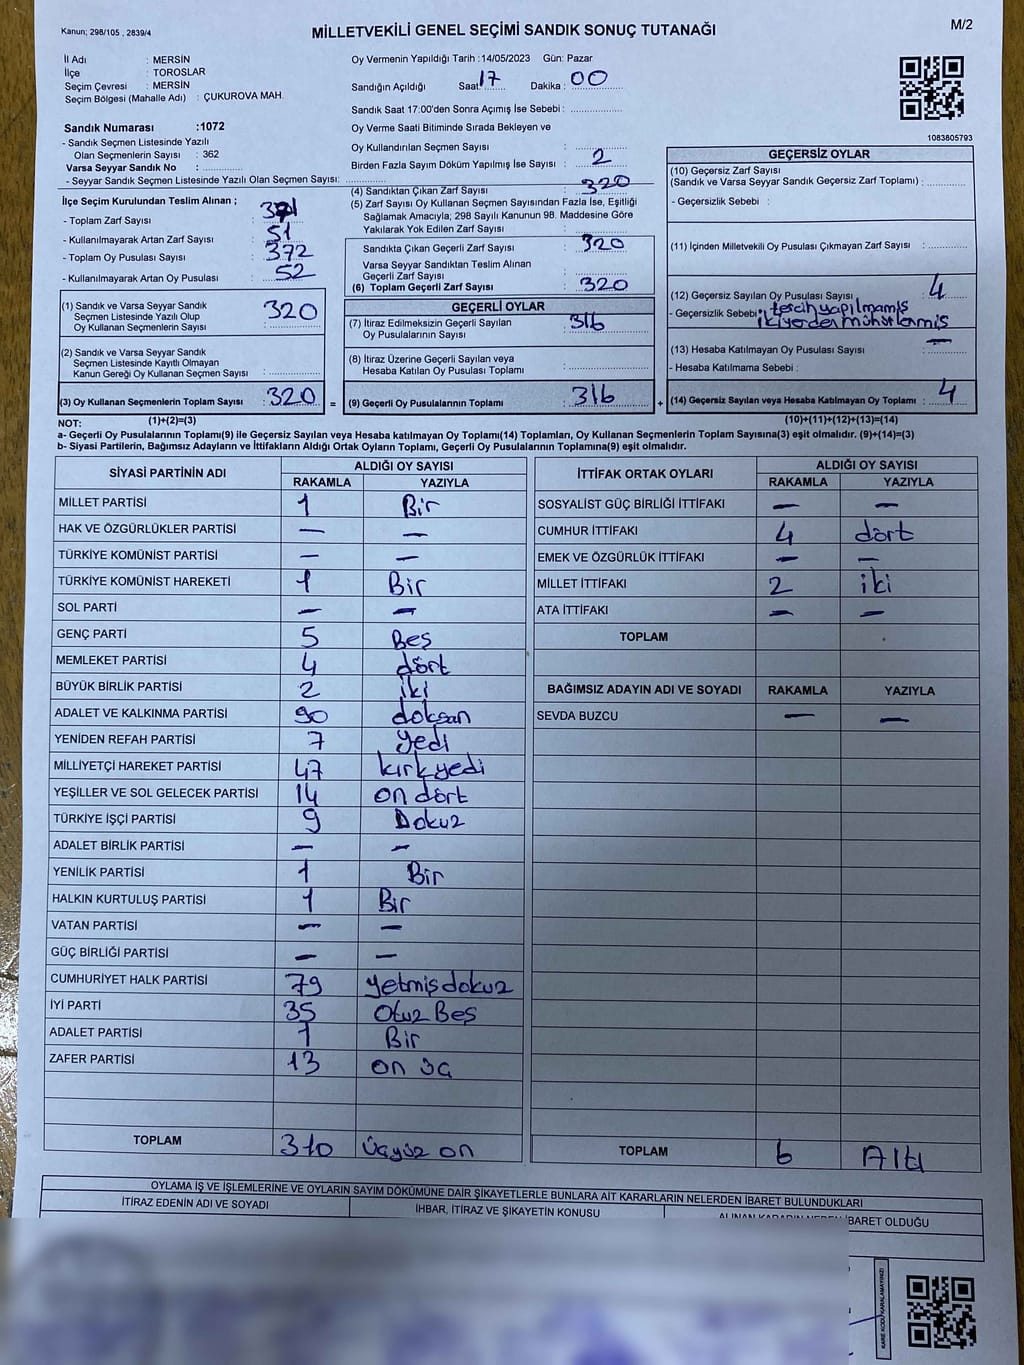 Kanun; 298/105 , 2839/4
MİLLETVEKİLİ GENEL SEÇİMİ SANDIK SONUÇ TUTANAĞI
M/2
İl Adı : MERSİN
İlçe : TOROSLAR
Seçim Çevresi : MERSİN
Seçim Bölgesi (Mahalle Adı) : ÇUKUROVA MAH.
Sandık Numarası :1072
- Sandık Seçmen Listesinde Yazılı
Olan Seçmenlerin Sayısı : 362
Varsa Seyyar Sandık No :
- Seyyar Sandık Seçmen Listesinde Yazılı Olan Seçmen Sayısı:
Oy Vermenin Yapıldığı Tarih :14/05/2023 Gün: Pazar
Sandığın Açıldığı Saat: 17 Dakika : 00
Sandık Saat 17:00'den Sonra Açımış İse Sebebi :
Oy Verme Saati Bitiminde Sırada Bekleyen ve
Oy Kullandırılan Seçmen Sayısı :
Birden Fazla Sayım Döküm Yapılmış İse Sayısı : 2
1083805793
İlçe Seçim Kurulundan Teslim Alınan ;
- Toplam Zarf Sayısı : 371
- Kullanılmayarak Artan Zarf Sayısı : 51
- Toplam Oy Pusulası Sayısı : 372
- Kullanılmayarak Artan Oy Pusulası : 52
(1) Sandık ve Varsa Seyyar Sandık
Seçmen Listesinde Yazılı Olup
Oy Kullanan Seçmenlerin Sayısı : 320
(2) Sandık ve Varsa Seyyar Sandık
Seçmen Listesinde Kayıtlı Olmayan
Kanun Gereği Oy Kullanan Seçmen Sayısı :
(3) Oy Kullanan Seçmenlerin Toplam Sayısı : 320 =
(1)+(2)=(3)
(4) Sandıktan Çıkan Zarf Sayısı : 320
(5) Zarf Sayısı Oy Kullanan Seçmen Sayısından Fazla İse, Eşitliği
Sağlamak Amacıyla; 298 Sayılı Kanunun 98. Maddesine Göre
Yakılarak Yok Edilen Zarf Sayısı :
Sandıkta Çıkan Geçerli Zarf Sayısı : 320
Varsa Seyyar Sandıktan Teslim Alınan
Geçerli Zarf Sayısı :
(6) Toplam Geçerli Zarf Sayısı : 320
GEÇERLİ OYLAR
(7) İtiraz Edilmeksizin Geçerli Sayılan : 316
Oy Pusulalarının Sayısı
(8) İtiraz Üzerine Geçerli Sayılan veya
Hesaba Katılan Oy Pusulası Toplamı :
(9) Geçerli Oy Pusulalarının Toplamı : 316 +
GEÇERSİZ OYLAR
(10) Geçersiz Zarf Sayısı
(Sandık ve Varsa Seyyar Sandık Geçersiz Zarf Toplamı) :
- Geçersizlik Sebebi :
(11) İçinden Milletvekili Oy Pusulası Çıkmayan Zarf Sayısı :
(12) Geçersiz Sayılan Oy Pusulası Sayısı : 4
- Geçersizlik Sebebi : tercih yapılmamış
iki yerden mühürlenmiş
(13) Hesaba Katılmayan Oy Pusulası Sayısı : —
- Hesaba Katılmama Sebebi :
(14) Geçersiz Sayılan veya Hesaba Katılmayan Oy Toplamı : 4
(10)+(11)+(12)+(13)=(14)
NOT:
a- Geçerli Oy Pusulalarının Toplamı(9) ile Geçersiz Sayılan veya Hesaba katılmayan Oy Toplamı(14) Toplamları, Oy Kullanan Seçmenlerin Toplam Sayısına(3) eşit olmalıdır. (9)+(14)=(3)
b- Siyasi Partilerin, Bağımsız Adayların ve İttifakların Aldığı Ortak Oyların Toplamı, Geçerli Oy Pusulalarının Toplamına(9) eşit olmalıdır.
SİYASİ PARTİNİN ADI ALDIĞI OY SAYISI
RAKAMLA YAZIYLA
MİLLET PARTİSİ 1 Bir
HAK VE ÖZGÜRLÜKLER PARTİSİ — —
TÜRKİYE KOMÜNİST PARTİSİ — —
TÜRKİYE KOMÜNİST HAREKETİ 1 Bir
SOL PARTİ — —
GENÇ PARTİ 5 Beş
MEMLEKET PARTİSİ 4 dört
BÜYÜK BİRLİK PARTİSİ 2 iki
ADALET VE KALKINMA PARTİSİ 90 doksan
YENİDEN REFAH PARTİSİ 7 yedi
MİLLİYETÇİ HAREKET PARTİSİ 47 kırkyedi
YEŞİLLER VE SOL GELECEK PARTİSİ 14 on dört
TÜRKİYE İŞÇİ PARTİSİ 9 Dokuz
ADALET BİRLİK PARTİSİ — —
YENİLİK PARTİSİ 1 Bir
HALKIN KURTULUŞ PARTİSİ 1 Bir
VATAN PARTİSİ — —
GÜÇ BİRLİĞİ PARTİSİ — —
CUMHURİYET HALK PARTİSİ 79 yetmişdokuz
İYİ PARTİ 35 Otuz Beş
ADALET PARTİSİ 1 Bir
ZAFER PARTİSİ 13 on üç
TOPLAM 310 üçyüz on
İTTİFAK ORTAK OYLARI ALDIĞI OY SAYISI
RAKAMLA YAZIYLA
SOSYALİST GÜÇ BİRLİĞİ İTTİFAKI — —
CUMHUR İTTİFAKI 4 dört
EMEK VE ÖZGÜRLÜK İTTİFAKI — —
MİLLET İTTİFAKI 2 iki
ATA İTTİFAKI — —
TOPLAM
BAĞIMSIZ ADAYIN ADI VE SOYADI RAKAMLA YAZIYLA
SEVDA BUZCU — —
TOPLAM 6 Altı
OYLAMA İŞ VE İŞLEMLERİNE VE OYLARIN SAYIM DÖKÜMÜNE DAİR ŞİKAYETLERLE BUNLARA AİT KARARLARIN NELERDEN İBARET BULUNDUKLARI
İTİRAZ EDENİN ADI VE SOYADI İHBAR, İTİRAZ VE ŞİKAYETİN KONUSU ALINAN KARARIN NEDEN İBARET OLDUĞU
KARE KODU KARALAMAYINIZ!